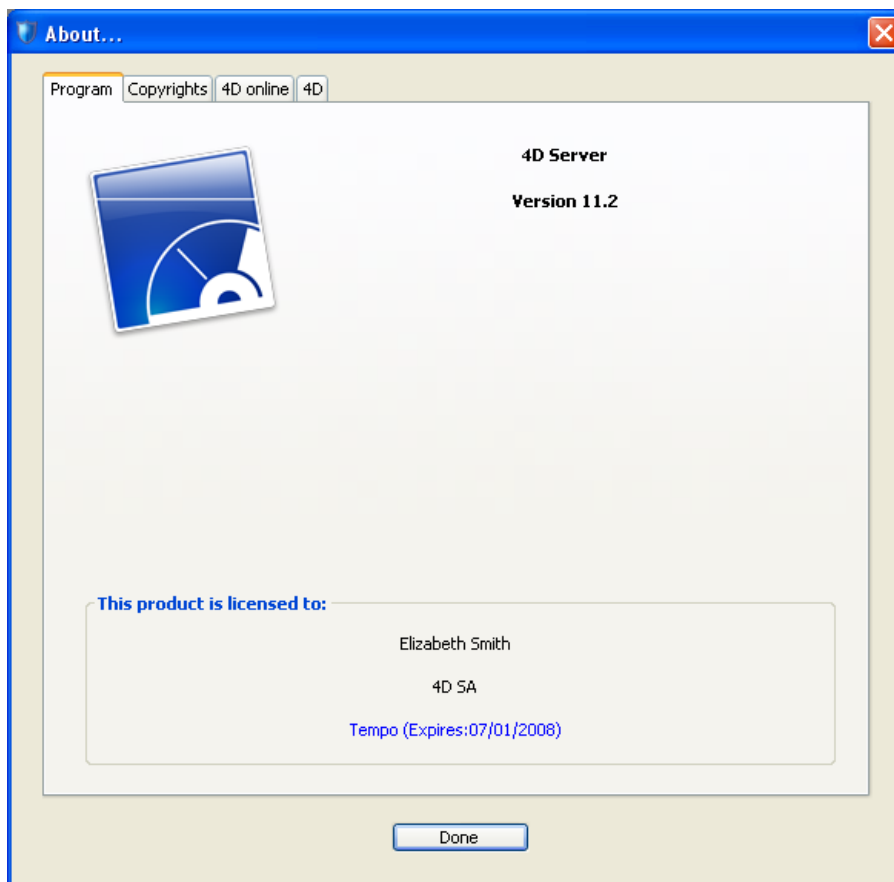 About...
Program Copyrights 4D online 4D
4D Server
Version 11.2
This product is licensed to:
Elizabeth Smith
4D SA
Tempo (Expires:07/01/2008)
Done